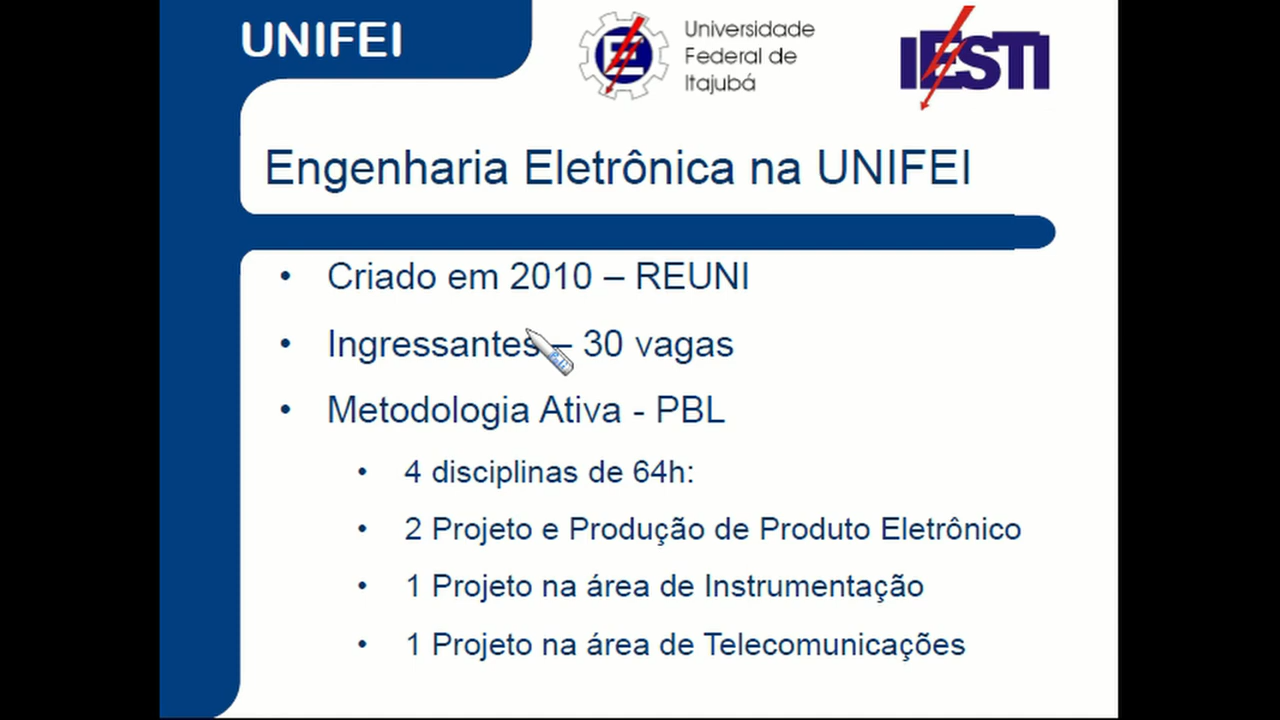 UNIFEI
Universidade
Federal de
Itajubá
IESTI
Engenharia Eletrônica na UNIFEI
• Criado em 2010 – REUNI
• Ingressantes – 30 vagas
• Metodologia Ativa - PBL
• 4 disciplinas de 64h:
• 2 Projeto e Produção de Produto Eletrônico
• 1 Projeto na área de Instrumentação
• 1 Projeto na área de Telecomunicações